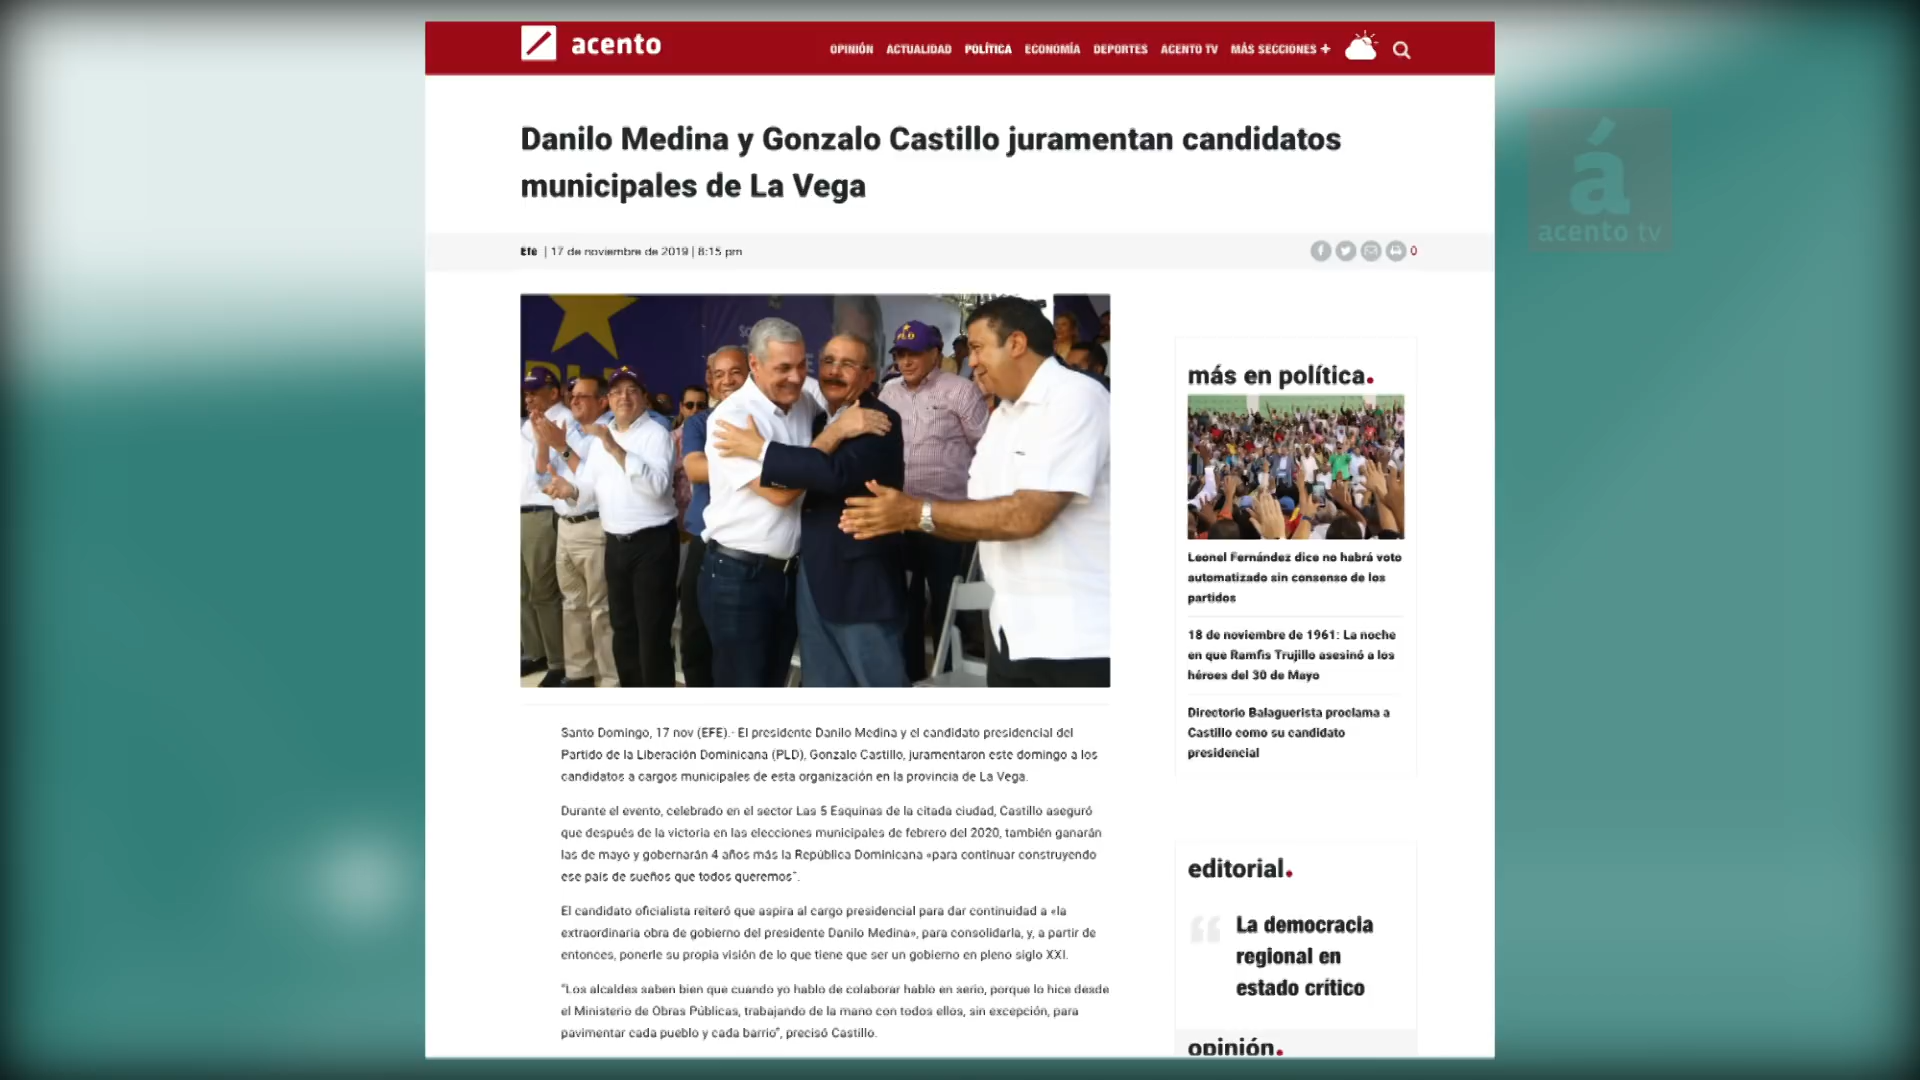 acento
OPINIÓN ACTUALIDAD POLÍTICA ECONOMÍA DEPORTES ACENTO TV MÁS SECCIONES +
Danilo Medina y Gonzalo Castillo juramentan candidatos
municipales de La Vega
á
acento tv
Efe | 17 de noviembre de 2019 | 8:15 pm
0
PLD
PLD
Santo Domingo, 17 nov (EFE).- El presidente Danilo Medina y el candidato presidencial del
Partido de la Liberación Dominicana (PLD), Gonzalo Castillo, juramentaron este domingo a los
candidatos a cargos municipales de esta organización en la provincia de La Vega.
Durante el evento, celebrado en el sector Las 5 Esquinas de la citada ciudad, Castillo aseguró
que después de la victoria en las elecciones municipales de febrero del 2020, también ganarán
las de mayo y gobernarán 4 años más la República Dominicana «para continuar construyendo
ese país de sueños que todos queremos".
El candidato oficialista reiteró que aspira al cargo presidencial para dar continuidad a «la
extraordinaria obra de gobierno del presidente Danilo Medina», para consolidarla, y, a partir de
entonces, ponerle su propia visión de lo que tiene que ser un gobierno en pleno siglo XXI.
"Los alcaldes saben bien que cuando yo hablo de colaborar hablo en serio, porque lo hice desde
el Ministerio de Obras Públicas, trabajando de la mano con todos ellos, sin excepción, para
pavimentar cada pueblo y cada barrio", precisó Castillo.
más en política.
Leonel Fernández dice no habrá voto
automatizado sin consenso de los
partidos
18 de noviembre de 1961: La noche
en que Ramfis Trujillo asesinó a los
héroes del 30 de Mayo
Directorio Balaguerista proclama a
Castillo como su candidato
presidencial
editorial.
La democracia
regional en
estado crítico
opinión.